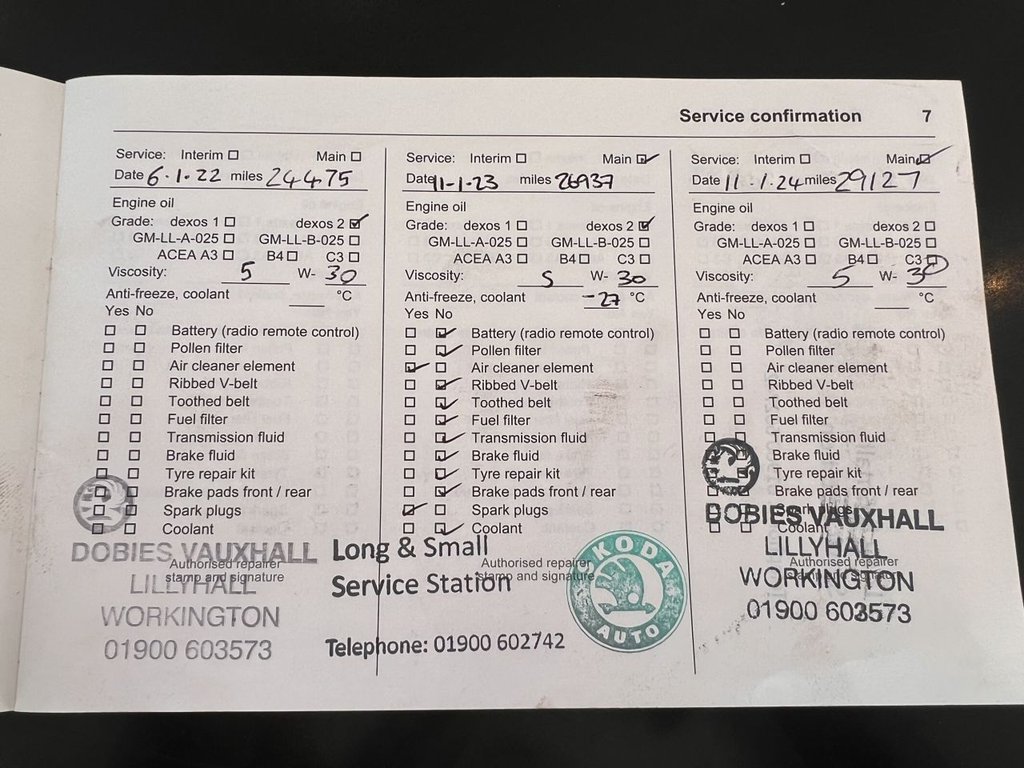 Service confirmation 7
Service: Interim Main
Date 6.1.22 miles 24475
Engine oil
Grade: dexos 1 dexos 2
GM-LL-A-025 GM-LL-B-025
ACEA A3 B4 C3
Viscosity: 5 W- 30
Anti-freeze, coolant °C
Yes No
Battery (radio remote control)
Pollen filter
Air cleaner element
Ribbed V-belt
Toothed belt
Fuel filter
Transmission fluid
Brake fluid
Tyre repair kit
Brake pads front / rear
Spark plugs
Coolant
Authorised repairer
stamp and signature
DOBIES VAUXHALL
LILLYHALL
WORKINGTON
01900 603573
Service: Interim Main
Date 11-1-23 miles 26937
Engine oil
Grade: dexos 1 dexos 2
GM-LL-A-025 GM-LL-B-025
ACEA A3 B4 C3
Viscosity: 5 W- 30
Anti-freeze, coolant -27 °C
Yes No
Battery (radio remote control)
Pollen filter
Air cleaner element
Ribbed V-belt
Toothed belt
Fuel filter
Transmission fluid
Brake fluid
Tyre repair kit
Brake pads front / rear
Spark plugs
Coolant
Authorised repairer
stamp and signature
Long & Small
Service Station
Telephone: 01900 602742
SKODA
AUTO
Service: Interim Main
Date 11.1.24 miles 29127
Engine oil
Grade: dexos 1 dexos 2
GM-LL-A-025 GM-LL-B-025
ACEA A3 B4 C3
Viscosity: 5 W- 30
Anti-freeze, coolant °C
Yes No
Battery (radio remote control)
Pollen filter
Air cleaner element
Ribbed V-belt
Toothed belt
Fuel filter
Transmission fluid
Brake fluid
Tyre repair kit
Brake pads front / rear
Spark plugs
Coolant
Authorised repairer
stamp and signature
DOBIES VAUXHALL
LILLYHALL
WORKINGTON
01900 603573